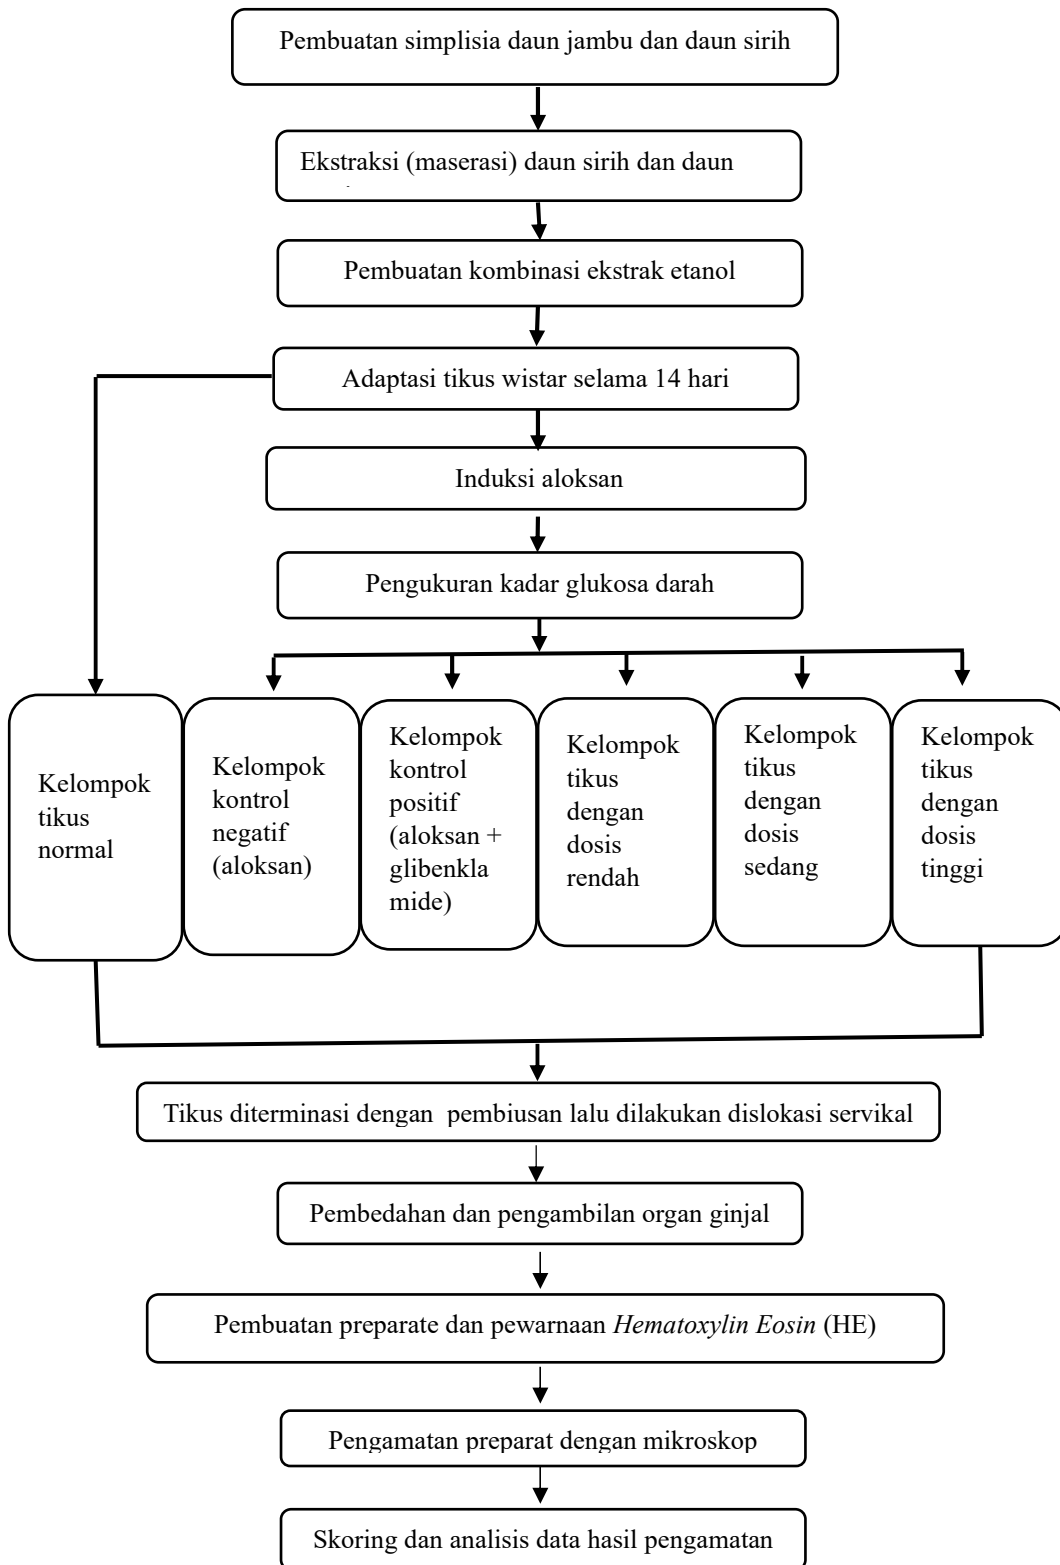 Pembuatan simplisia daun jambu dan daun sirih
Ekstraksi (maserasi) daun sirih dan daun
Pembuatan kombinasi ekstrak etanol
Adaptasi tikus wistar selama 14 hari
Induksi aloksan
Pengukuran kadar glukosa darah
Kelompok
tikus
normal
Kelompok
kontrol
negatif
(aloksan)
Kelompok
kontrol
positif
(aloksan +
glibenkla
mide)
Kelompok
tikus
dengan
dosis
rendah
Kelompok
tikus
dengan
dosis
sedang
Kelompok
tikus
dengan
dosis
tinggi
Tikus diterminasi dengan  pembiusan lalu dilakukan dislokasi servikal
Pembedahan dan pengambilan organ ginjal
Pembuatan preparate dan pewarnaan Hematoxylin Eosin (HE)
Pengamatan preparat dengan mikroskop
Skoring dan analisis data hasil pengamatan